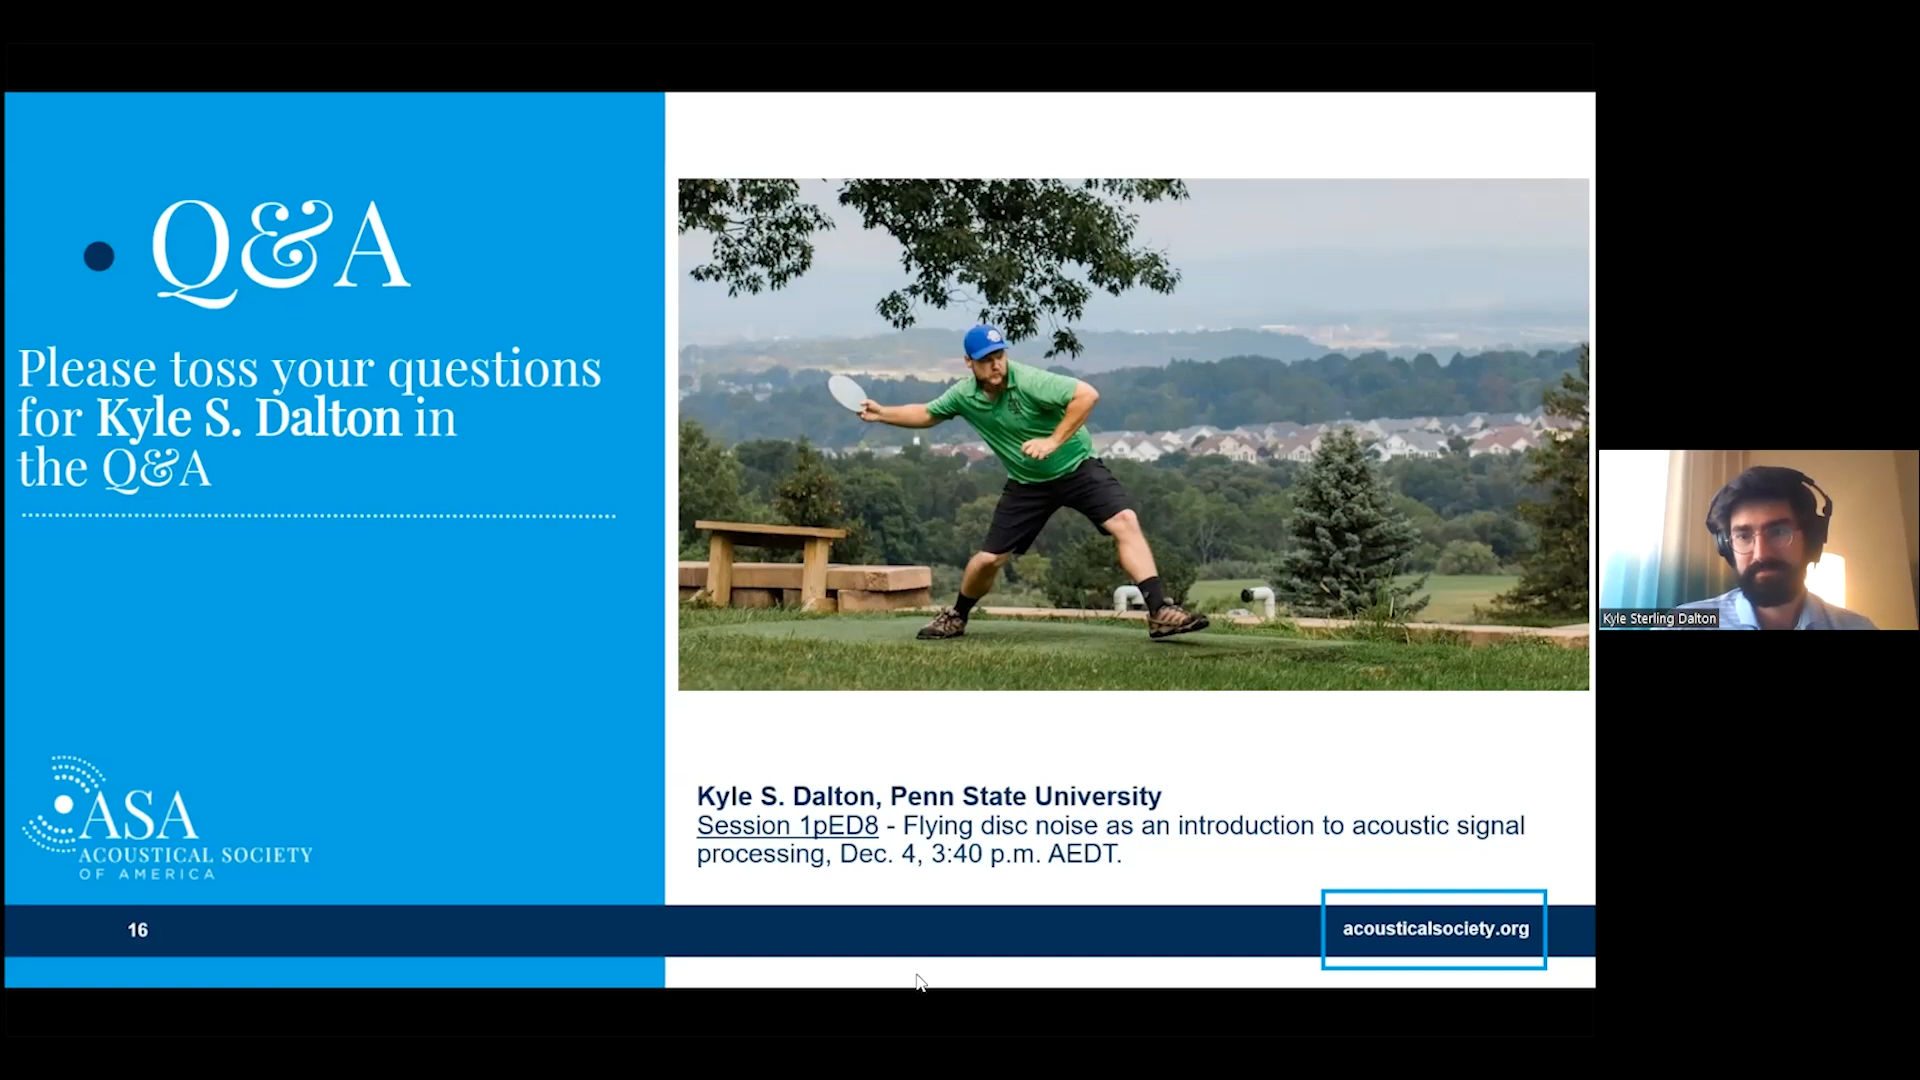 Q&A
Please toss your questions
for Kyle S. Dalton in
the Q&A
ASA
ACOUSTICAL SOCIETY
OF AMERICA
Kyle S. Dalton, Penn State University
Session 1pED8 - Flying disc noise as an introduction to acoustic signal
processing, Dec. 4, 3:40 p.m. AEDT.
16
acousticalsociety.org
Kyle Sterling Dalton